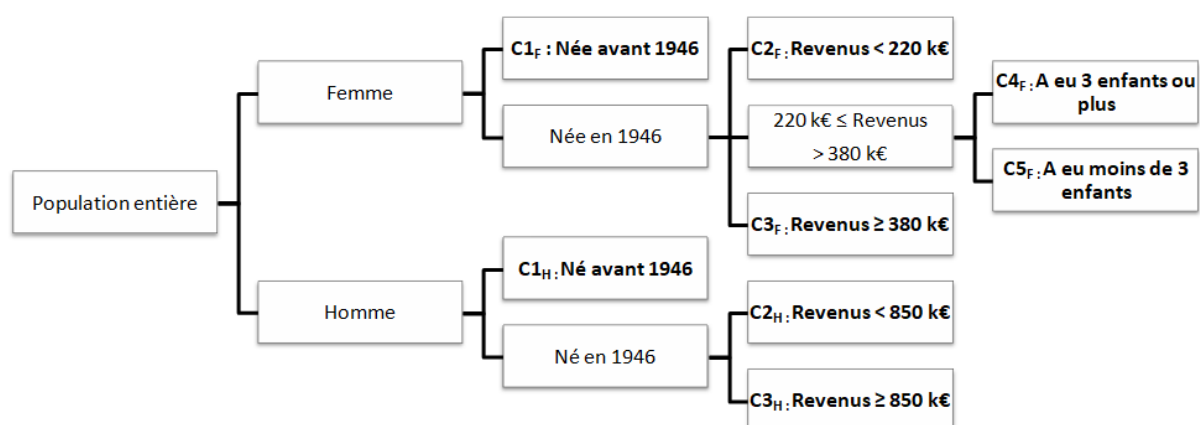 Population entière
Femme
C1F : Née avant 1946
Née en 1946
C2F : Revenus < 220 k€
220 k€ ≤ Revenus
> 380 k€
C4F : A eu 3 enfants ou
plus
C5F : A eu moins de 3
enfants
C3F : Revenus ≥ 380 k€
Homme
C1H : Né avant 1946
Né en 1946
C2H : Revenus < 850 k€
C3H : Revenus ≥ 850 k€